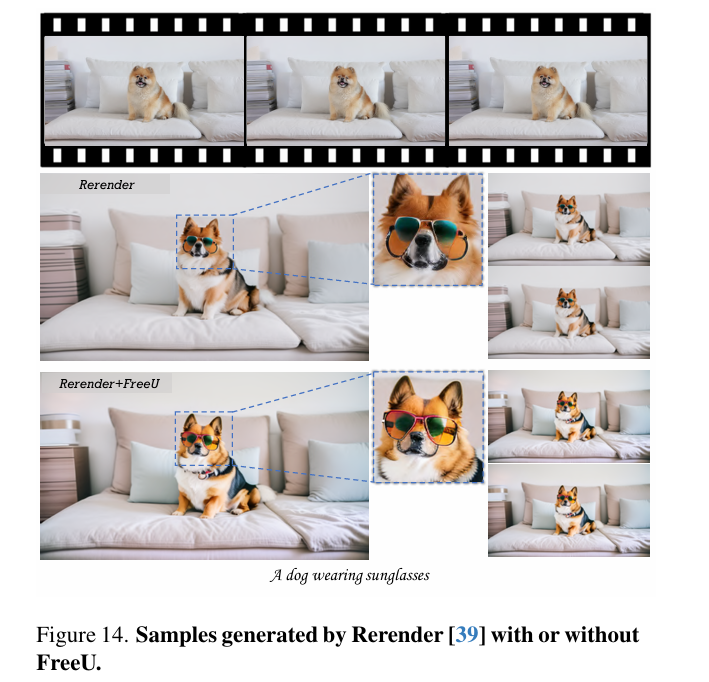 Rerender
Rerender+FreeU
A dog wearing sunglasses
Figure 14. Samples generated by Rerender [39] with or without
FreeU.